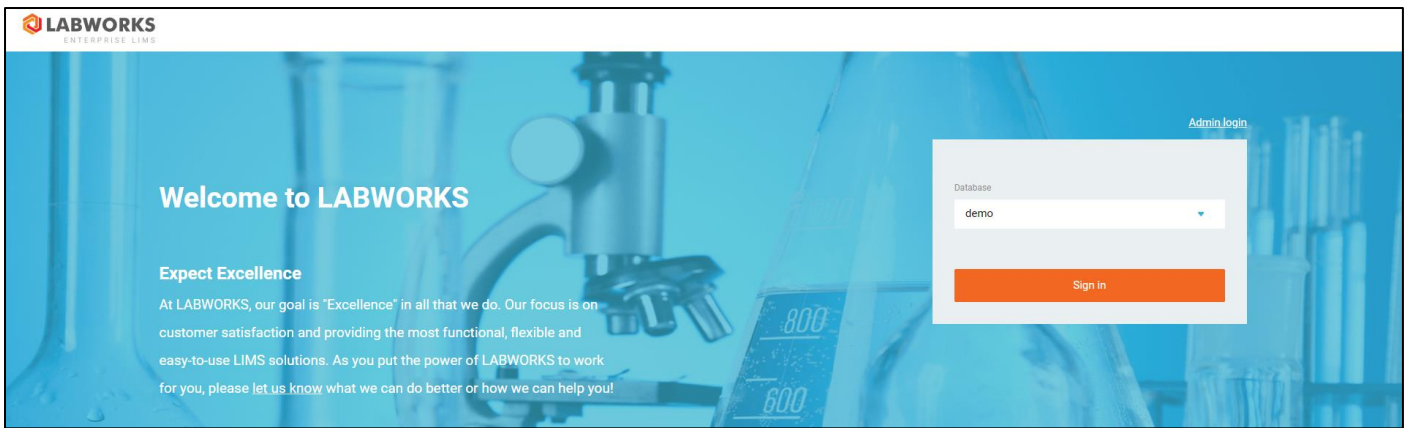 LABWORKS
ENTERPRISE LIMS
Admin login
Welcome to LABWORKS
Expect Excellence
At LABWORKS, our goal is "Excellence" in all that we do. Our focus is on
customer satisfaction and providing the most functional, flexible and
easy-to-use LIMS solutions. As you put the power of LABWORKS to work
for you, please let us know what we can do better or how we can help you!
Database
demo
Sign in
800
600